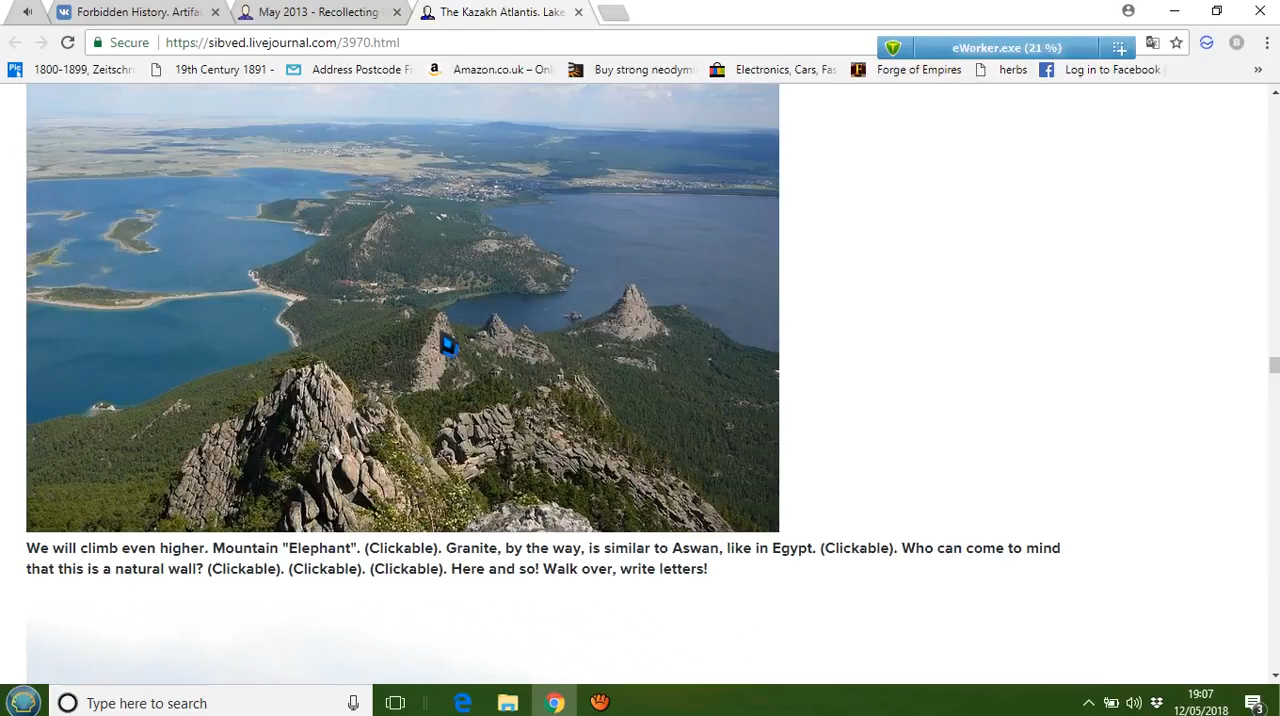 Forbidden History. Artifa
May 2013 - Recollecting
The Kazakh Atlantis. Lake
Secure
https://sibved.livejournal.com/3970.html
eWorker.exe (21 %)
1800-1899, Zeitschr
19th Century 1891 -
Address Postcode F
Amazon.co.uk – Onl
Buy strong neodym
Electronics, Cars, Fas
Forge of Empires
herbs
Log in to Facebook
»
We will climb even higher. Mountain "Elephant". (Clickable). Granite, by the way, is similar to Aswan, like in Egypt. (Clickable). Who can come to mind
that this is a natural wall? (Clickable). (Clickable). (Clickable). Here and so! Walk over, write letters!
Type here to search
19:07
12/05/2018
3